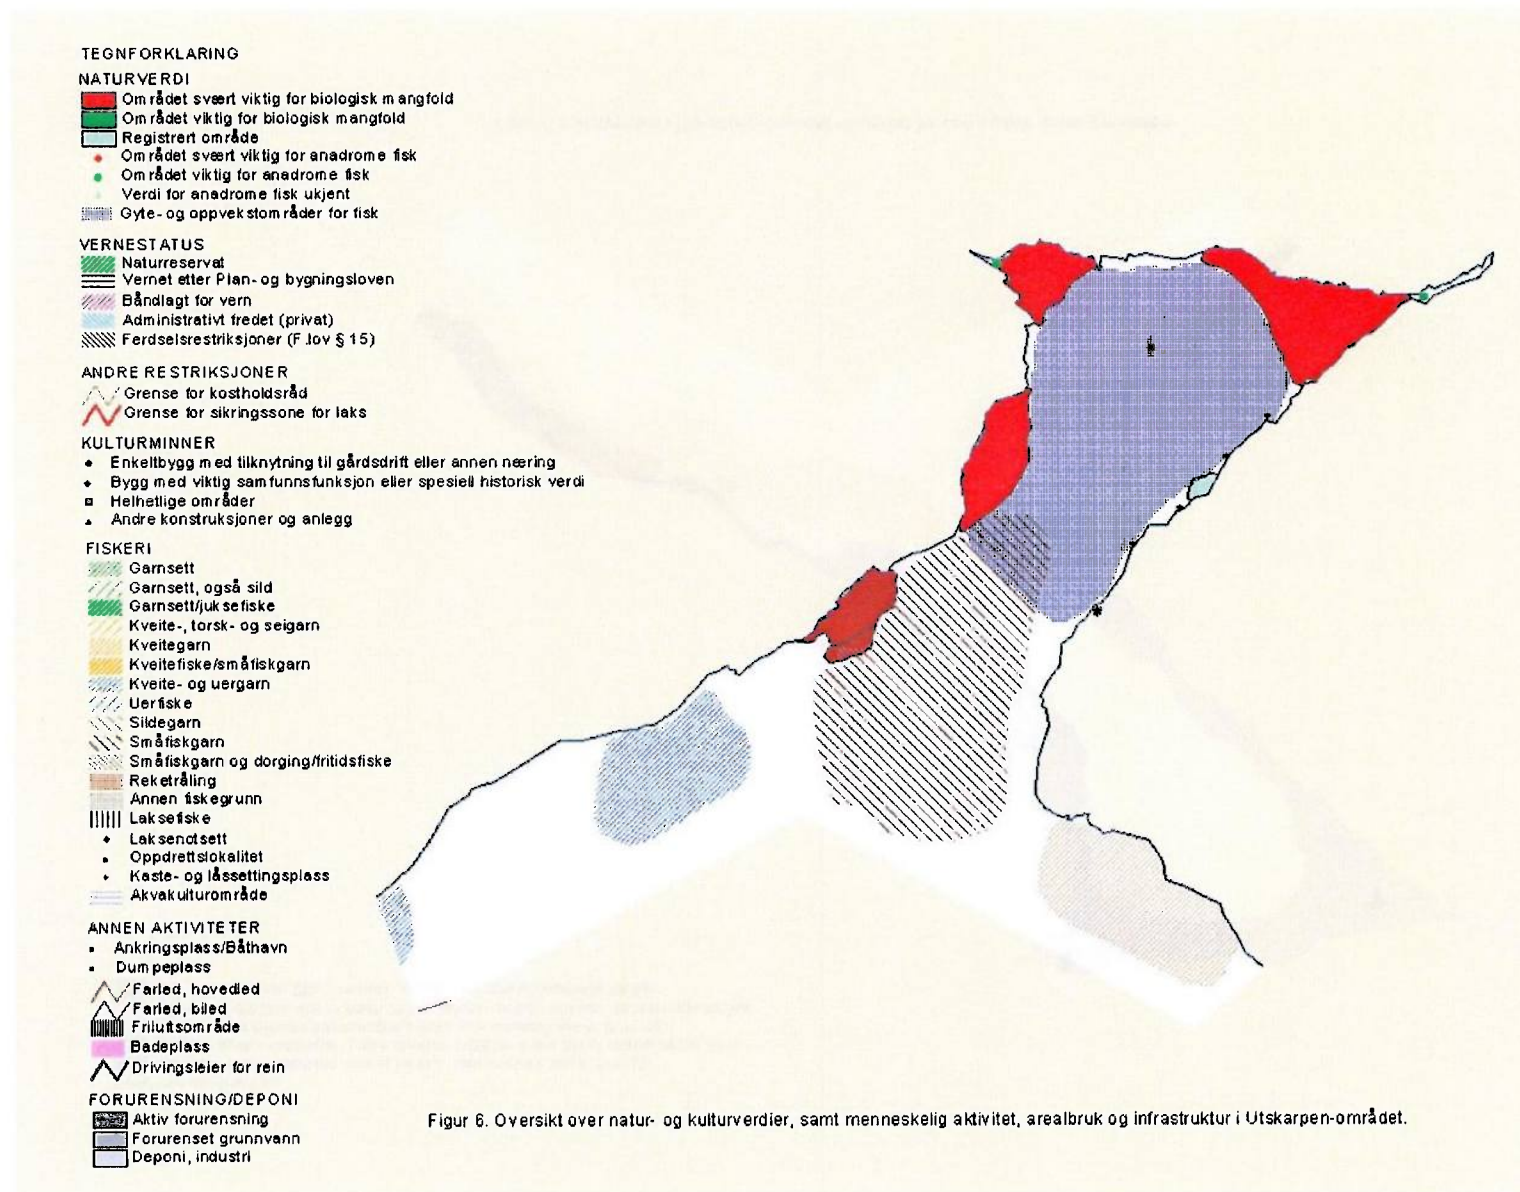 TEGNFORKLARING
NATURVERDI
Området svært viktig for biologisk mangfold
Området viktig for biologisk mangfold
Registrert område
Området svært viktig for anadrome fisk
Området viktig for anadrome fisk
Verdi for anadrome fisk ukjent
Gyte- og oppvekstområder for fisk
VERNESTATUS
Naturreservat
Vernet etter Plan- og bygningsloven
Båndlagt for vern
Administrativt fredet (privat)
Ferdselsrestriksjoner (F.lov § 15)
ANDRE RESTRIKSJONER
Grense for kostholdsråd
Grense for sikringssone for laks
KULTURMINNER
Enkeltbygg med tilknytning til gårdsdrift eller annen næring
Bygg med viktig samfunnsfunksjon eller spesiell historisk verdi
Helhetlige områder
Andre konstruksjoner og anlegg
FISKERI
Garnsett
Garnsett, også sild
Garnsett/juksefiske
Kveite-, torsk- og seigarn
Kveitegarn
Kveitefiske/småfiskgarn
Kveite- og uergarn
Uerfiske
Sildegarn
Småfiskgarn
Småfiskgarn og dorging/fritidsfiske
Reketråling
Annen fiskegrunn
Laksefiske
Laksenotsett
Oppdrettslokalitet
Kaste- og låssettingsplass
Akvakulturområde
ANNEN AKTIVITETER
Ankringsplass/Båthavn
Dumpeplass
Farled, hovedled
Farled, biled
Friluftsområde
Badeplass
Drivingsleier for rein
FORURENSNING/DEPONI
Aktiv forurensning
Forurenset grunnvann
Deponi, industri
Figur 6. Oversikt over natur- og kulturverdier, samt menneskelig aktivitet, arealbruk og infrastruktur i Utskarpen-området.